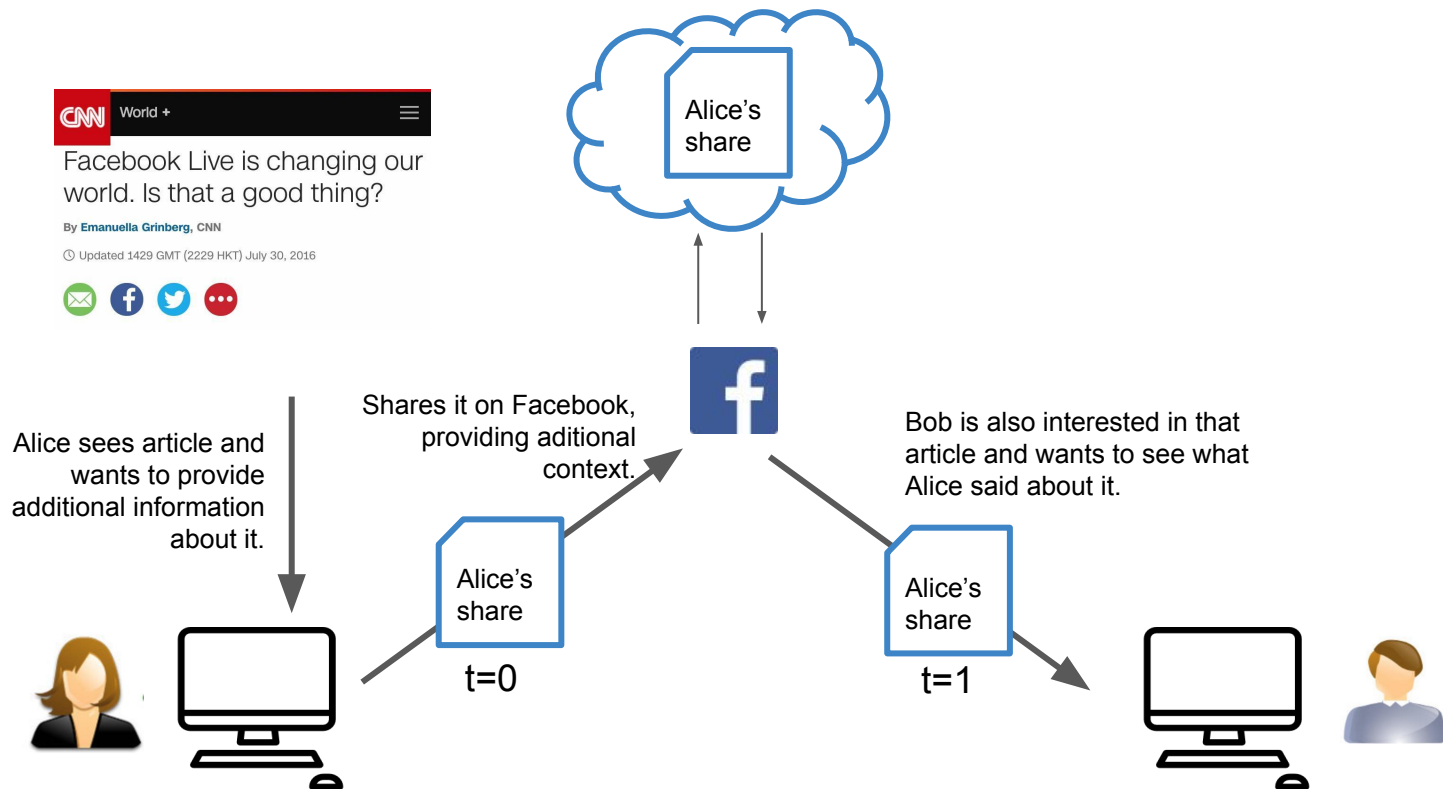 Alice’s
share
CNN
World +
Facebook Live is changing our
world. Is that a good thing?
By Emanuella Grinberg, CNN
Updated 1429 GMT (2229 HKT) July 30, 2016
f
Shares it on Facebook,
providing aditional
context.
Alice sees article and
wants to provide
additional information
about it.
Bob is also interested in that
article and wants to see what
Alice said about it.
Alice’s
share
t=0
Alice’s
share
t=1